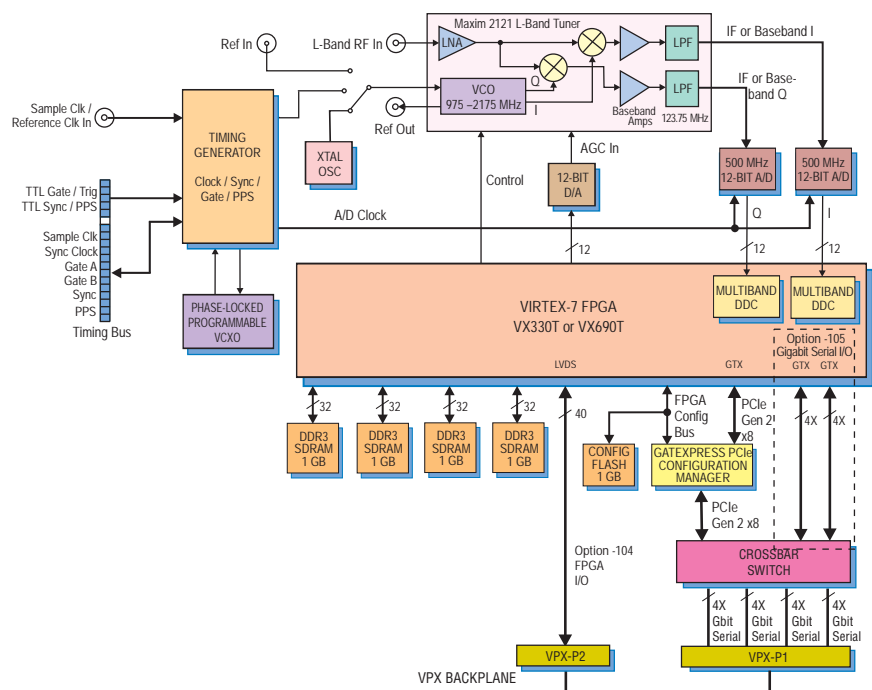 Maxim 2121 L-Band Tuner
Ref In
L-Band RF In
LNA
LPF
IF or Baseband I
Q
VCO
975 –2175 MHz
I
LPF
IF or Base-
band Q
Baseband
Amps
123.75 MHz
Ref Out
Sample Clk /
Reference Clk In
TIMING
GENERATOR
Clock / Sync /
Gate / PPS
XTAL
OSC
Control
AGC In
12-BIT
D/A
500 MHz
12-BIT A/D
500 MHz
12-BIT A/D
TTL Gate / Trig
TTL Sync / PPS
Sample Clk
Sync Clock
Gate A
Gate B
Sync
PPS
Timing Bus
A/D Clock
Q
I
12
12
12
PHASE-LOCKED
PROGRAMMABLE
VCXO
VIRTEX-7 FPGA
VX330T or VX690T
MULTIBAND
DDC
MULTIBAND
DDC
Option -105
Gigabit Serial I/O
LVDS
GTX
GTX
GTX
32
32
32
32
40
FPGA
Config
Bus
PCIe
Gen 2
x8
4X
4X
DDR3
SDRAM
1 GB
DDR3
SDRAM
1 GB
DDR3
SDRAM
1 GB
DDR3
SDRAM
1 GB
CONFIG
FLASH
1 GB
GATEXPRESS PCIe
CONFIGURATION
MANAGER
PCIe
Gen 2 x8
Option -104
FPGA
I/O
CROSSBAR
SWITCH
4X
Gbit
Serial
4X
Gbit
Serial
4X
Gbit
Serial
4X
Gbit
Serial
VPX-P2
VPX-P1
VPX BACKPLANE